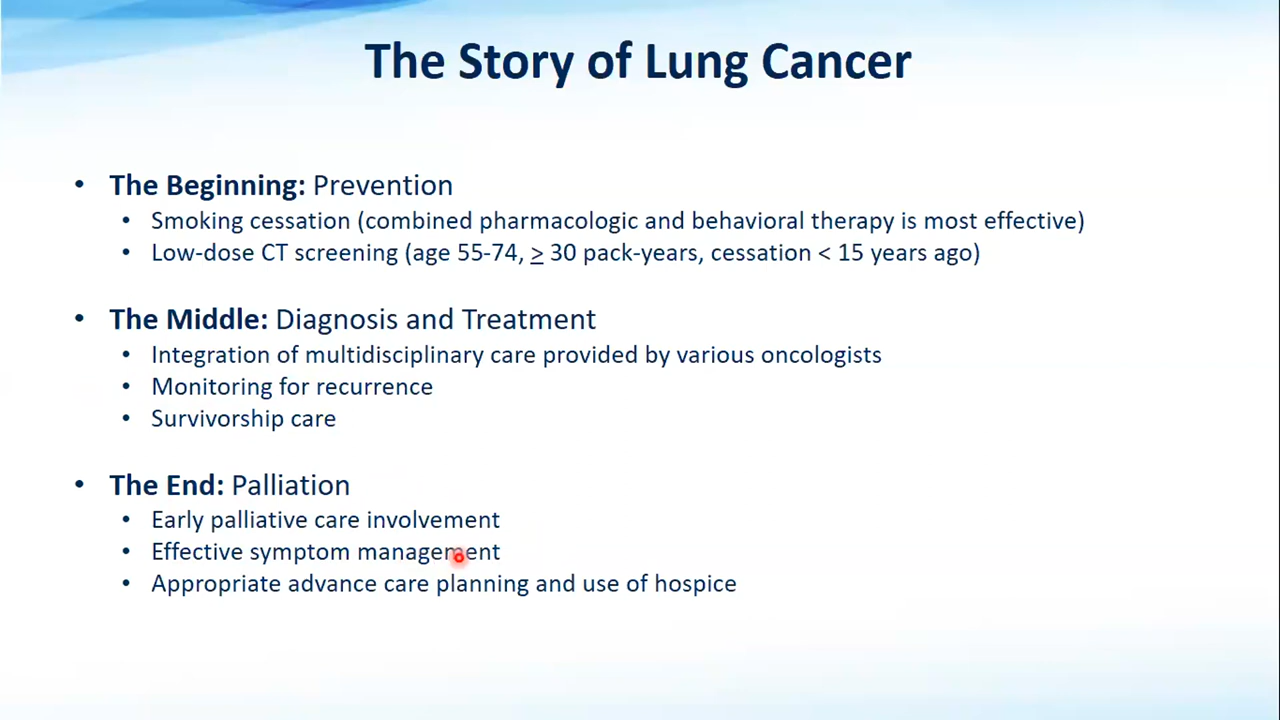 The Story of Lung Cancer
• The Beginning: Prevention
• Smoking cessation (combined pharmacologic and behavioral therapy is most effective)
• Low-dose CT screening (age 55-74, ≥ 30 pack-years, cessation < 15 years ago)
• The Middle: Diagnosis and Treatment
• Integration of multidisciplinary care provided by various oncologists
• Monitoring for recurrence
• Survivorship care
• The End: Palliation
• Early palliative care involvement
• Effective symptom management
• Appropriate advance care planning and use of hospice